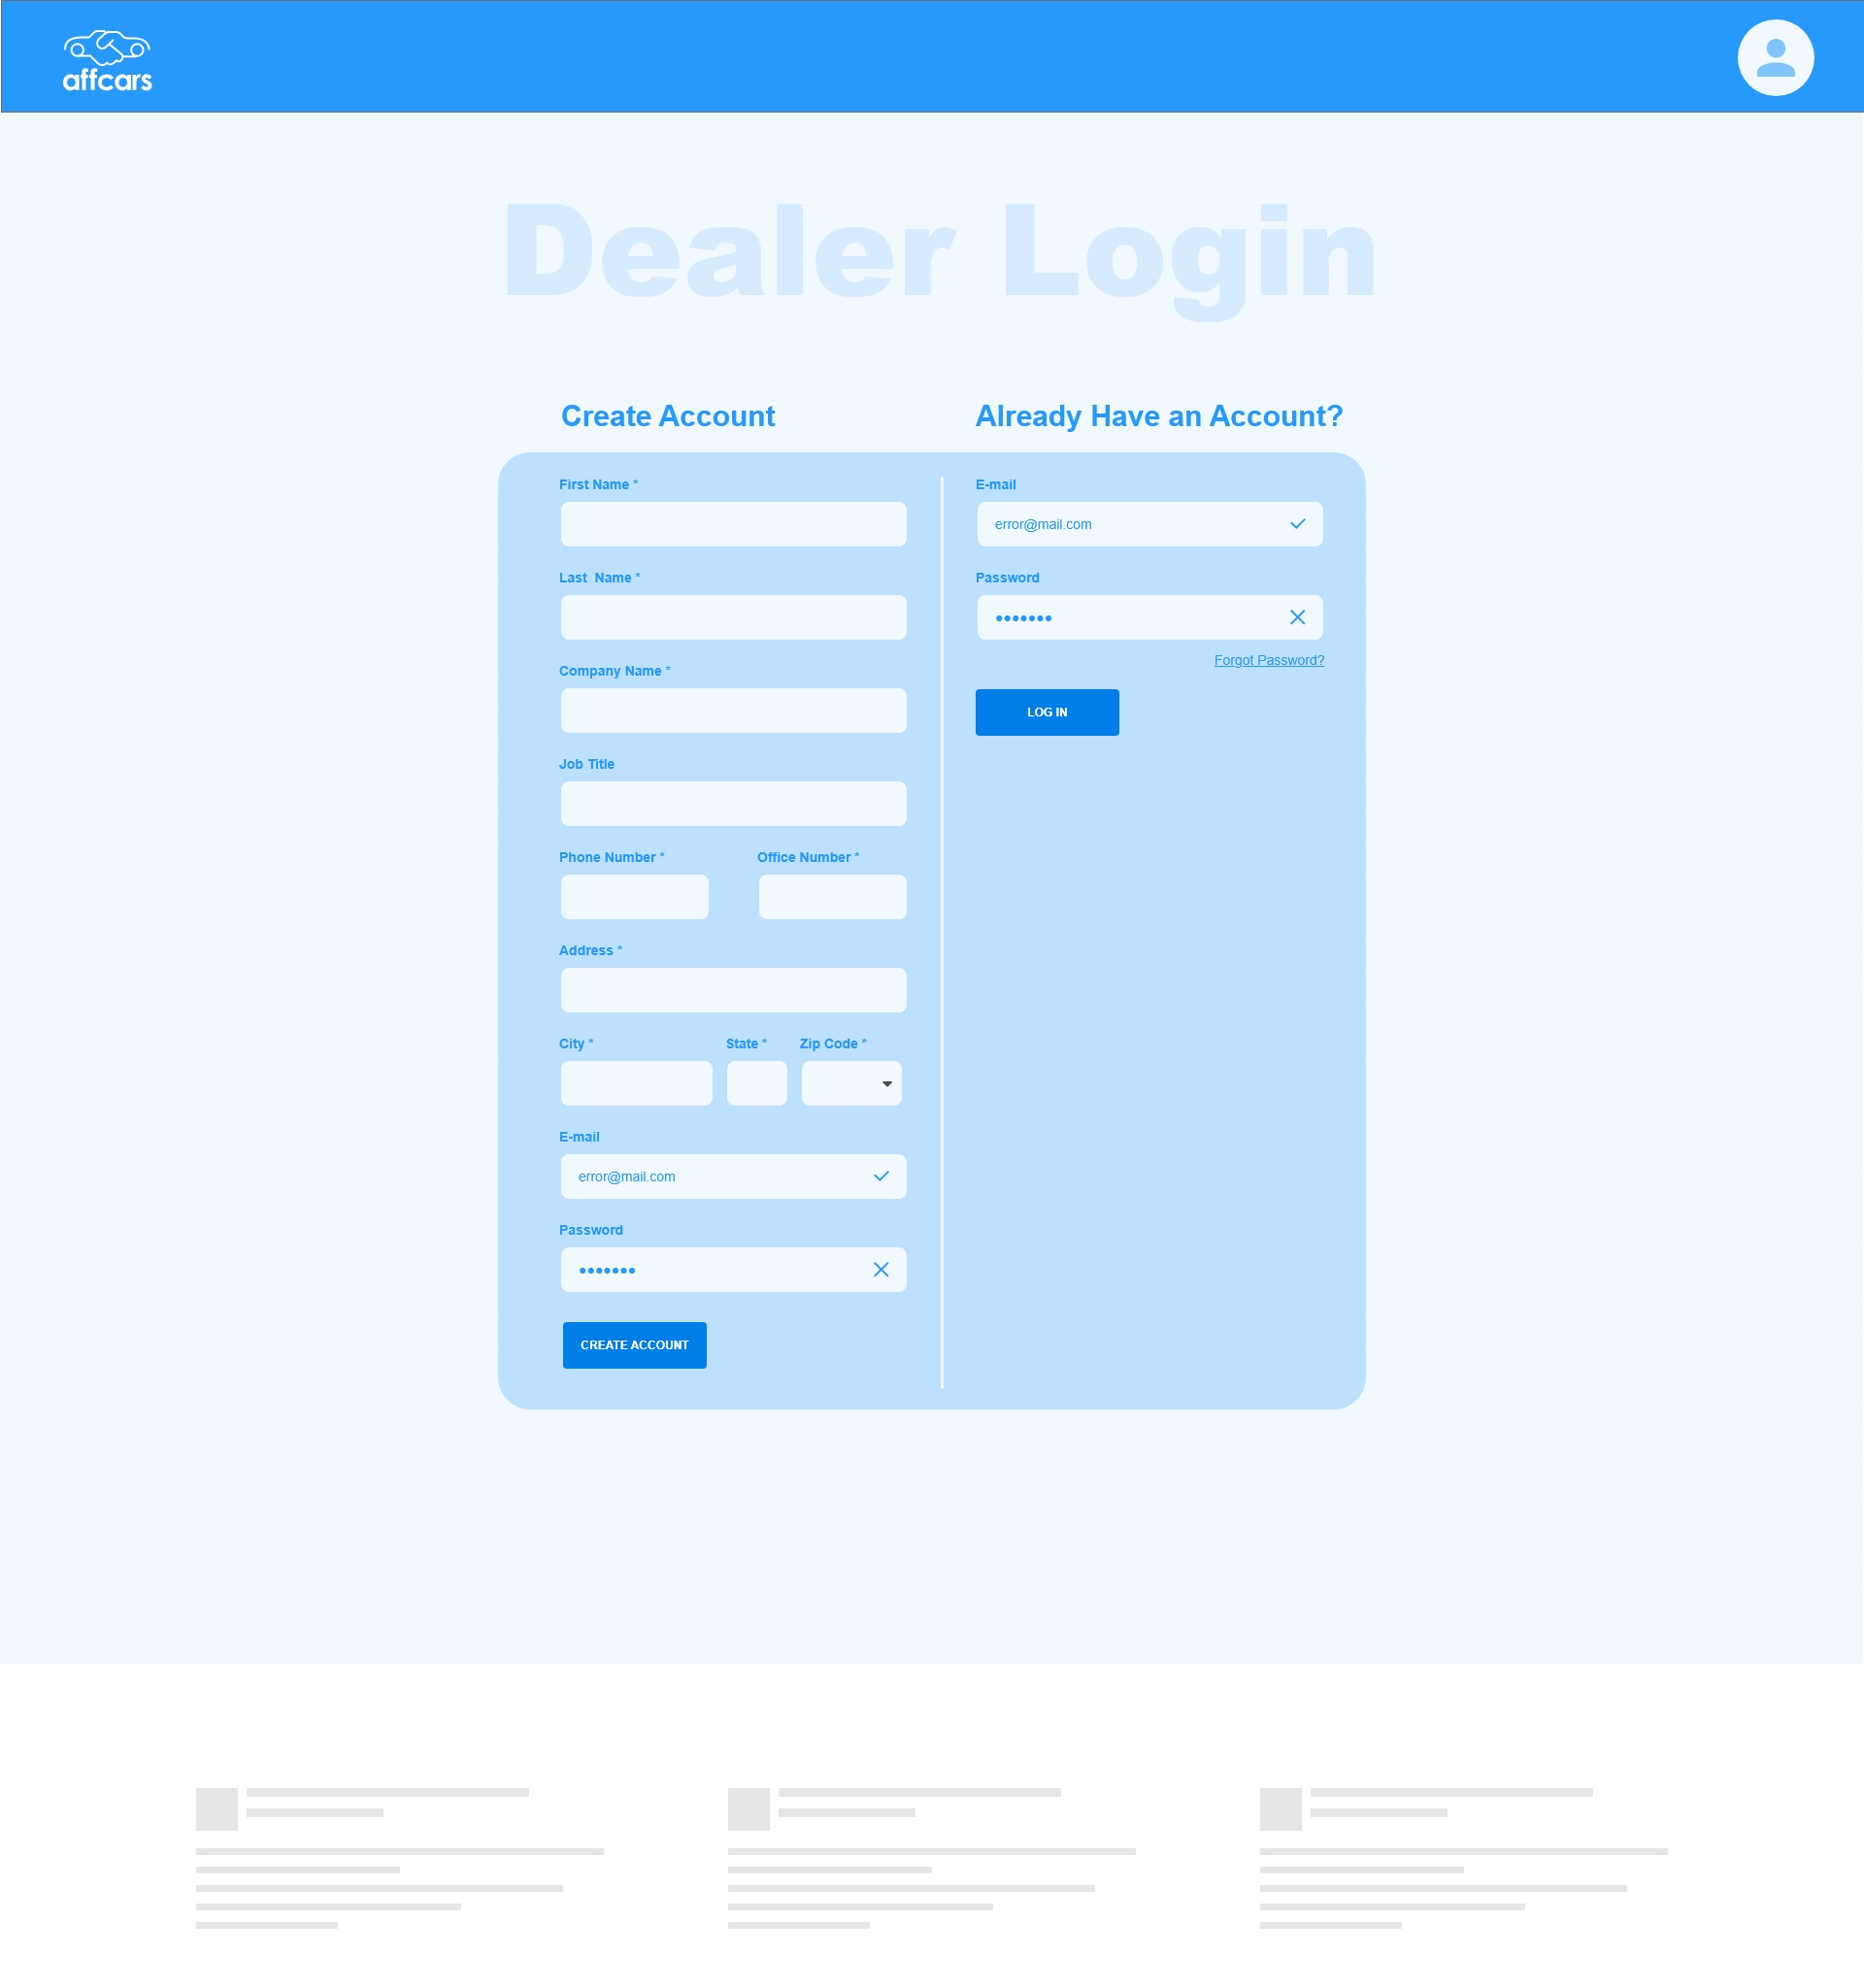 affcars
Dealer Login
Create Account
Already Have an Account?
First Name *
Last  Name *
Company Name *
Job Title
Phone Number * Office Number *
Address *
City * State * Zip Code *
E-mail
error@mail.com
Password
•••••••
CREATE ACCOUNT
E-mail
error@mail.com
Password
•••••••
Forgot Password?
LOG IN